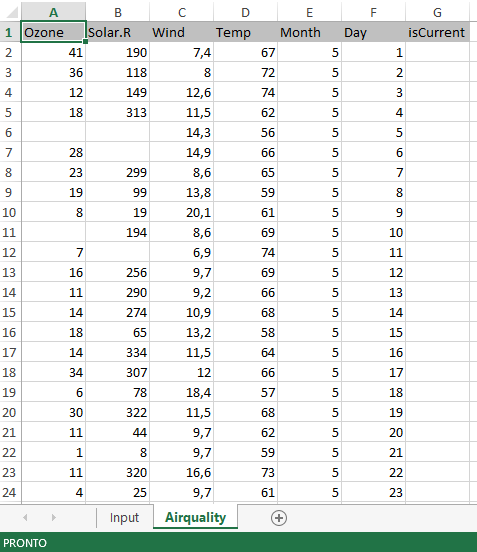 A B C D E F G
1 Ozone Solar.R Wind Temp Month Day isCurrent
2 41 190 7,4 67 5 1
3 36 118 8 72 5 2
4 12 149 12,6 74 5 3
5 18 313 11,5 62 5 4
6 14,3 56 5 5
7 28 14,9 66 5 6
8 23 299 8,6 65 5 7
9 19 99 13,8 59 5 8
10 8 19 20,1 61 5 9
11 194 8,6 69 5 10
12 7 6,9 74 5 11
13 16 256 9,7 69 5 12
14 11 290 9,2 66 5 13
15 14 274 10,9 68 5 14
16 18 65 13,2 58 5 15
17 14 334 11,5 64 5 16
18 34 307 12 66 5 17
19 6 78 18,4 57 5 18
20 30 322 11,5 68 5 19
21 11 44 9,7 62 5 20
22 1 8 9,7 59 5 21
23 11 320 16,6 73 5 22
24 4 25 9,7 61 5 23
Input Airquality
PRONTO